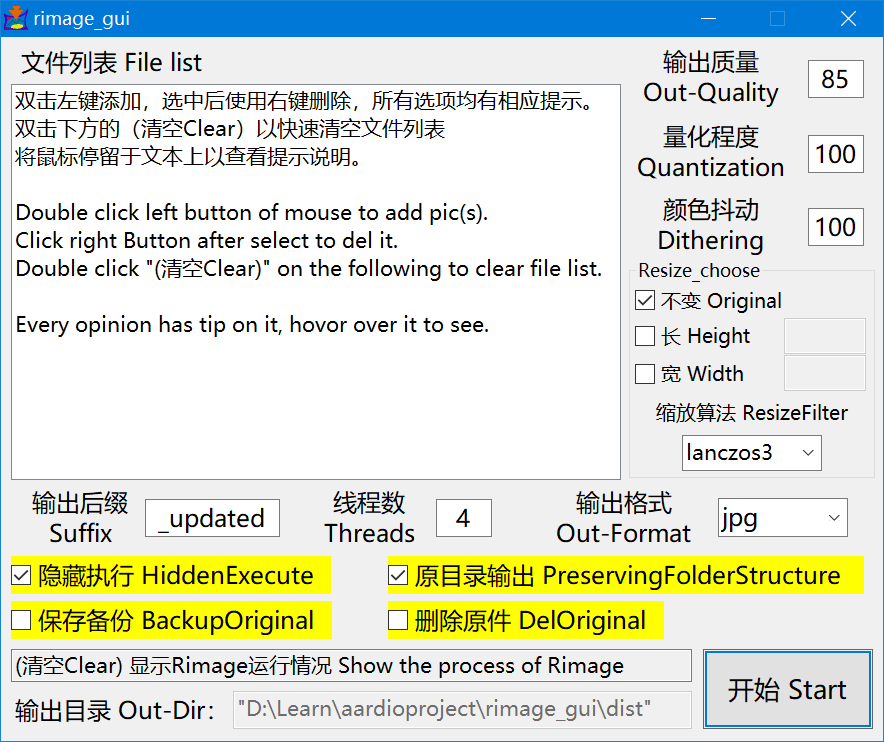 rimage_gui
文件列表 File list
双击左键添加，选中后使用右键删除，所有选项均有相应提示。
双击下方的（清空Clear）以快速清空文件列表
将鼠标停留于文本上以查看提示说明。
Double click left button of mouse to add pic(s).
Click right Button after select to del it.
Double click "(清空Clear)" on the following to clear file list.
Every opinion has tip on it, hovor over it to see.
输出质量
Out-Quality
85
量化程度
Quantization
100
颜色抖动
Dithering
100
Resize_choose
不变 Original
长 Height
宽 Width
缩放算法 ResizeFilter
lanczos3
输出后缀
Suffix
_updated
线程数
Threads
4
输出格式
Out-Format
jpg
隐藏执行 HiddenExecute
原目录输出 PreservingFolderStructure
保存备份 BackupOriginal
删除原件 DelOriginal
(清空Clear) 显示Rimage运行情况 Show the process of Rimage
输出目录 Out-Dir：
"D:\Learn\aardioproject\rimage_gui\dist"
开始 Start